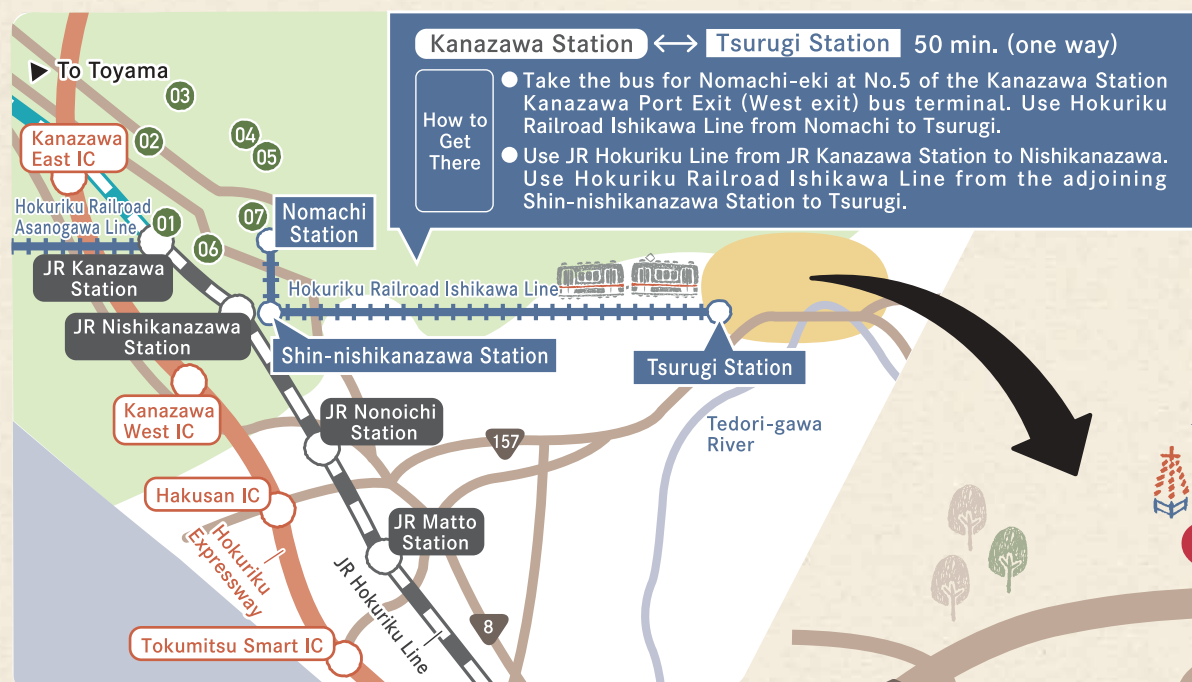 Kanazawa Station ↔ Tsurugi Station 50 min. (one way)
How to
Get
There
● Take the bus for Nomachi-eki at No.5 of the Kanazawa Station
Kanazawa Port Exit (West exit) bus terminal. Use Hokuriku
Railroad Ishikawa Line from Nomachi to Tsurugi.
● Use JR Hokuriku Line from JR Kanazawa Station to Nishikanazawa.
Use Hokuriku Railroad Ishikawa Line from the adjoining
Shin-nishikanazawa Station to Tsurugi.
▶ To Toyama
03
02
04
05
Kanazawa
East IC
Hokuriku Railroad
Asanogawa Line
01
07
06
Nomachi
Station
JR Kanazawa
Station
Hokuriku Railroad Ishikawa Line
JR Nishikanazawa
Station
Shin-nishikanazawa Station
Tsurugi Station
Kanazawa
West IC
JR Nonoichi
Station
157
Tedori-gawa
River
Hakusan IC
Hokuriku
Expressway
JR Matto
Station
JR Hokuriku Line
8
Tokumitsu Smart IC